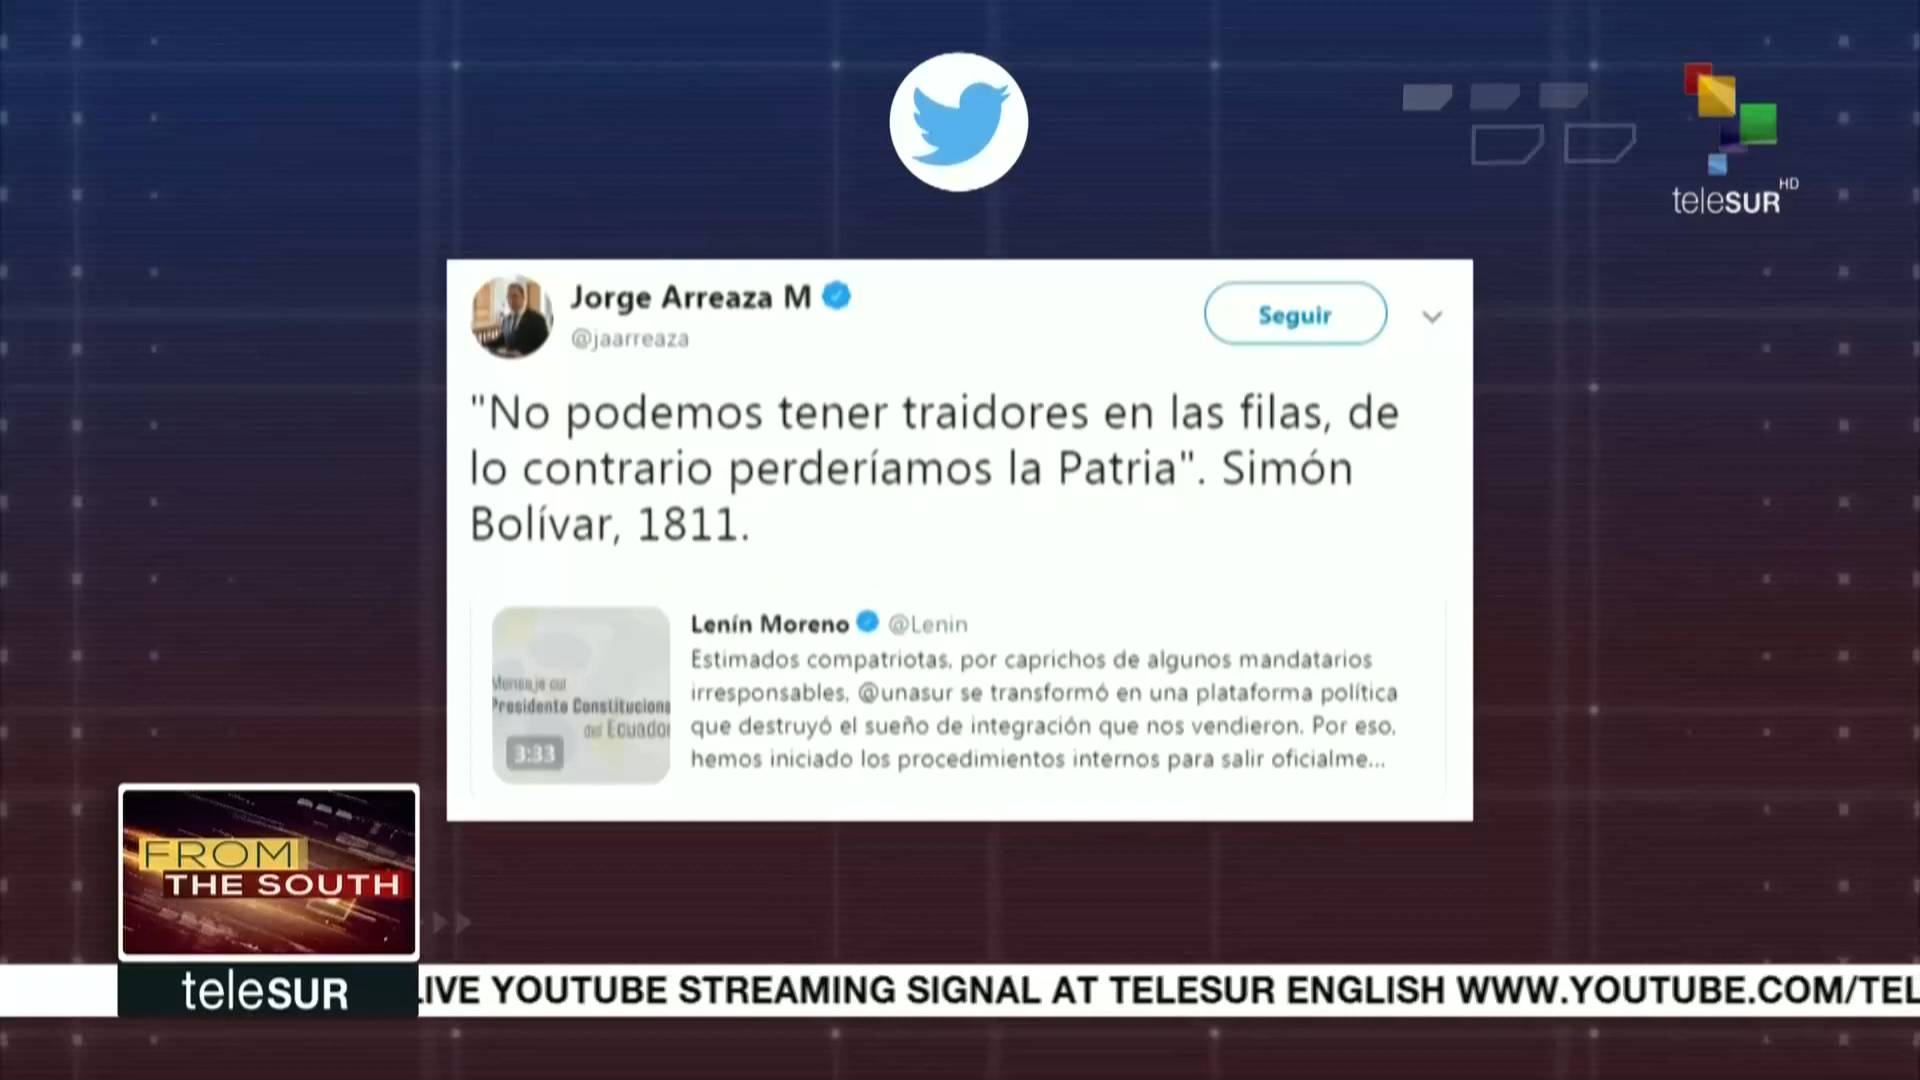 HD
teleSUR
Jorge Arreaza M
@jaarreaza
Seguir
"No podemos tener traidores en las filas, de
lo contrario perderíamos la Patria". Simón
Bolívar, 1811.
Lenín Moreno @Lenin
Estimados compatriotas, por caprichos de algunos mandatarios
irresponsables, @unasur se transformó en una plataforma política
que destruyó el sueño de integración que nos vendieron. Por eso,
hemos iniciado los procedimientos internos para salir oficialme...
Mensaje del
Presidente Constituciona
del Ecuador
3:33
FROM
THE SOUTH
teleSUR
LIVE YOUTUBE STREAMING SIGNAL AT TELESUR ENGLISH WWW.YOUTUBE.COM/TEL